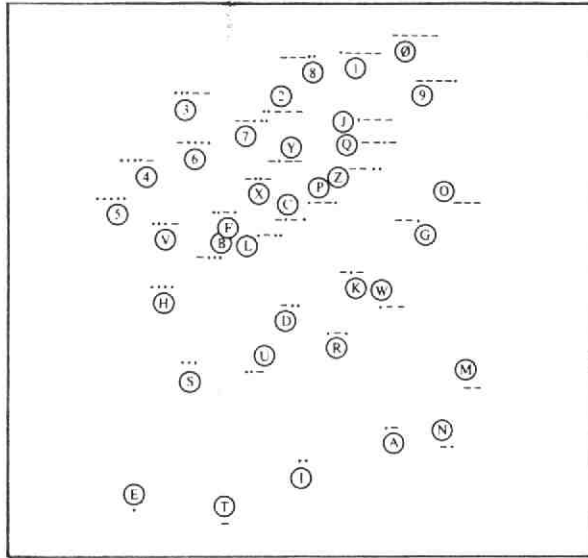 -----
Ø
---··
8
·----
1
··---
2
----·
9
···--
3
J ·---
--···
7
Q --·-
Y
-·--
-····
6
····-
4
Z --··
P
·--·
-··-
X
O
---
C
-·-·
·····
5
··-·
F
--·
G
···-
V
B
-···
L ·-··
-·-
K
W
·--
····
H
-··
D
·-·
R
U
··-
M
--
···
S
N
-·
·-
A
··
I
E
·
T
-